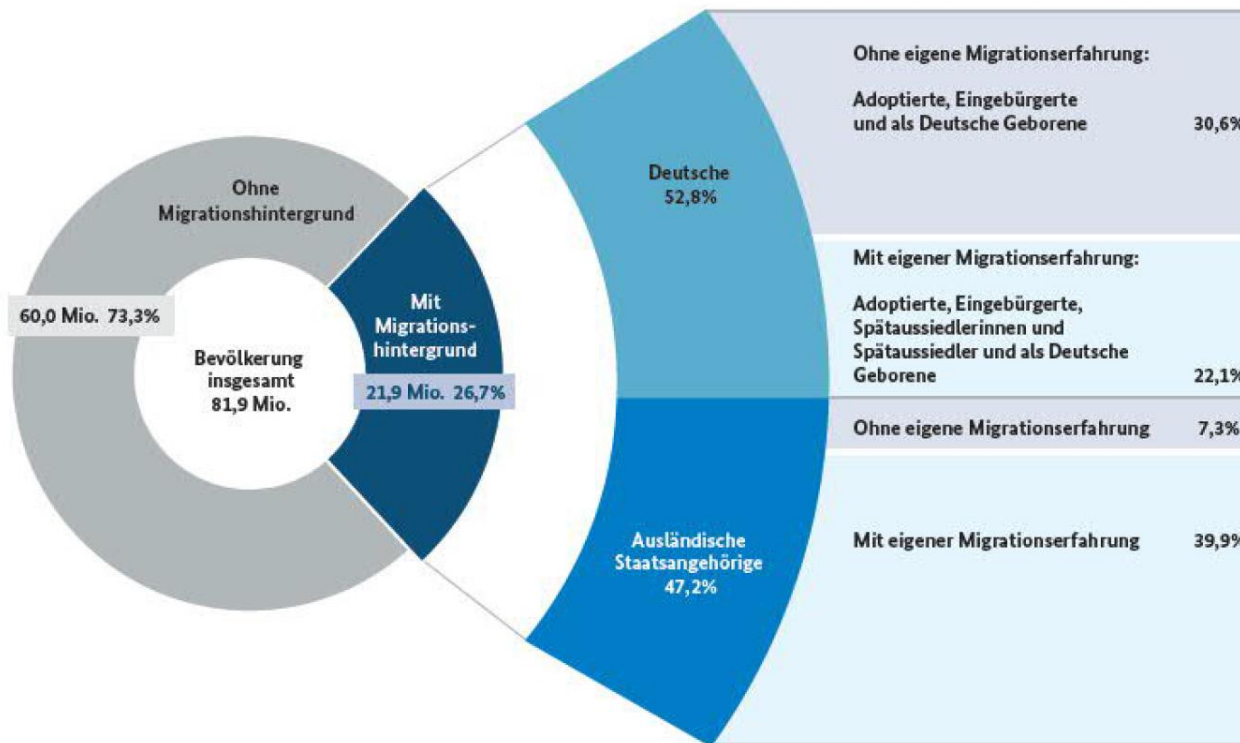 Ohne
Migrationshintergrund
60,0 Mio. 73,3%
Bevölkerung
insgesamt
81,9 Mio.
Mit
Migrations-
hintergrund
21,9 Mio. 26,7%
Deutsche
52,8%
Ausländische
Staatsangehörige
47,2%
Ohne eigene Migrationserfahrung:
Adoptierte, Eingebürgerte
und als Deutsche Geborene 30,6%
Mit eigener Migrationserfahrung:
Adoptierte, Eingebürgerte,
Spätaussiedlerinnen und
Spätaussiedler und als Deutsche
Geborene 22,1%
Ohne eigene Migrationserfahrung 7,3%
Mit eigener Migrationserfahrung 39,9%